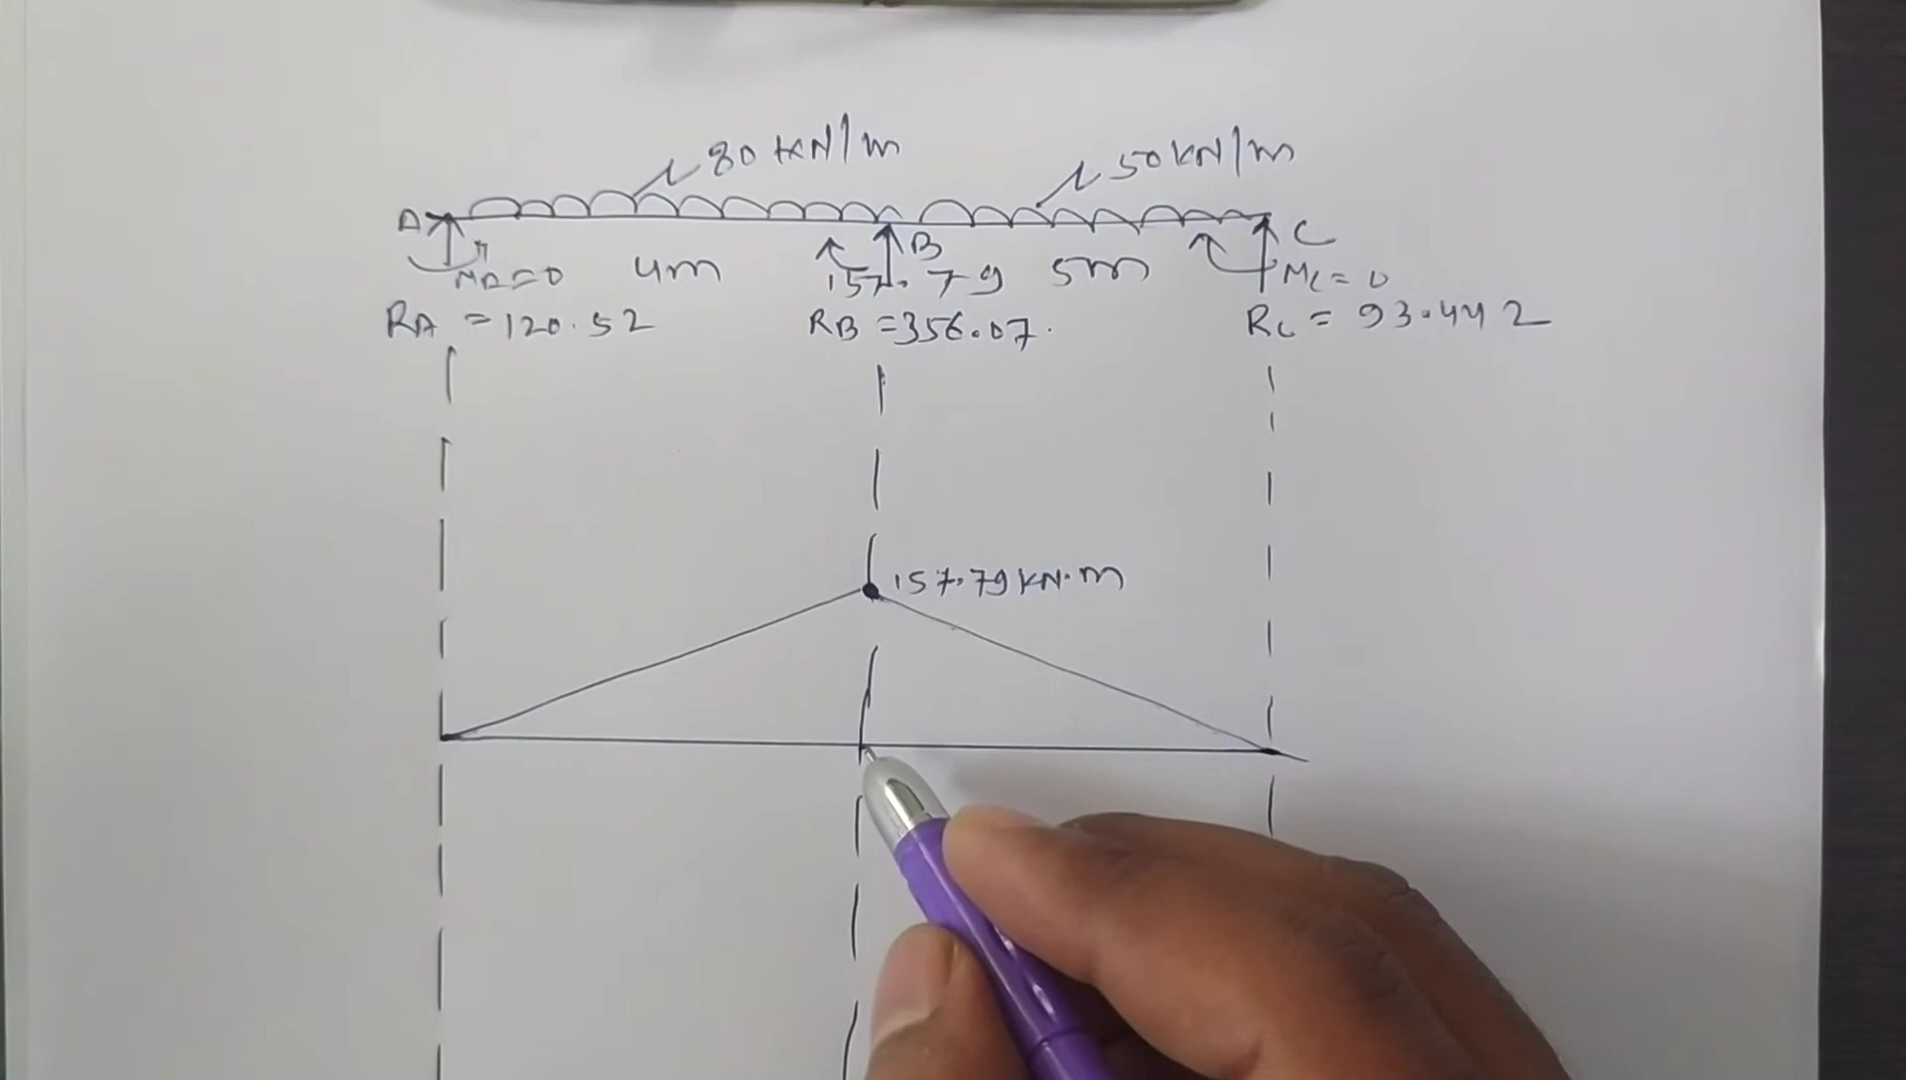 80 kN/m 50 kN/m
A B C
MA=0 4m 157.79 5m Mc=0
RA =120.52 RB =356.07. Rc = 93.442
157.79 KN.m